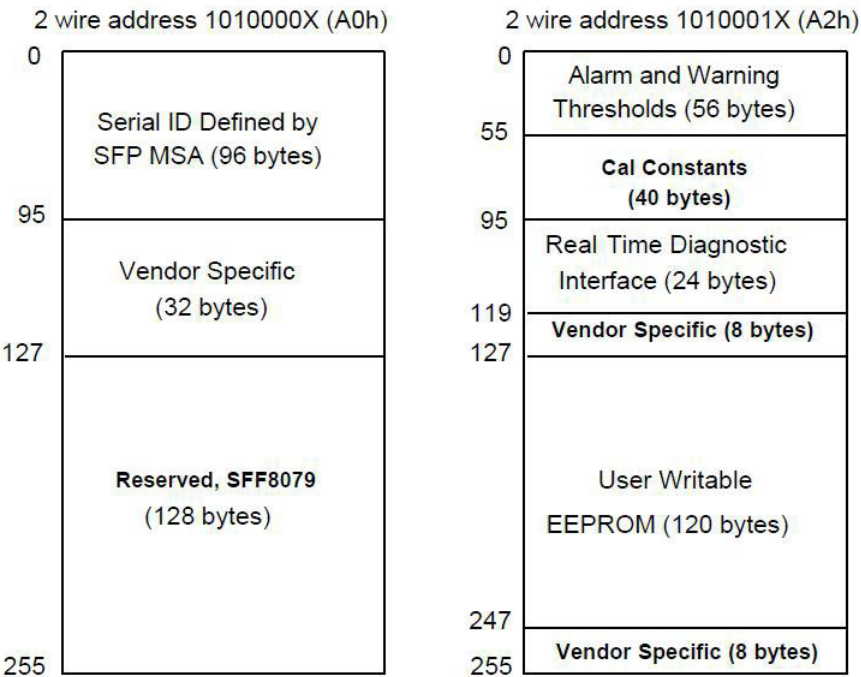 2 wire address 1010000X (A0h)
0
Serial ID Defined by
SFP MSA (96 bytes)
95
Vendor Specific
(32 bytes)
127
Reserved, SFF8079
(128 bytes)
255
2 wire address 1010001X (A2h)
0
Alarm and Warning
Thresholds (56 bytes)
55
Cal Constants
(40 bytes)
95
Real Time Diagnostic
Interface (24 bytes)
119
Vendor Specific (8 bytes)
127
User Writable
EEPROM (120 bytes)
247
Vendor Specific (8 bytes)
255